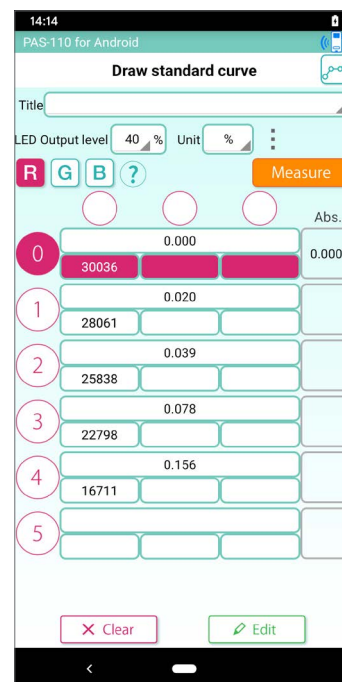 14:14
PAS-110 for Android
Draw standard curve
Title
LED Output level 40 % Unit %
R G B ? Measure
Abs.
0 0.000 0.000
30036
1 0.020
28061
2 0.039
25838
3 0.078
22798
4 0.156
16711
5
× Clear Edit